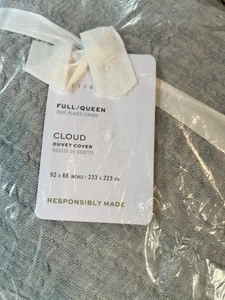 FULL/QUEEN
CLOUD
DUVET COVER
HOUSSE DE COUETTE
92 x 88 INCHES · 233 x 223 CM
RESPONSIBLY MADE